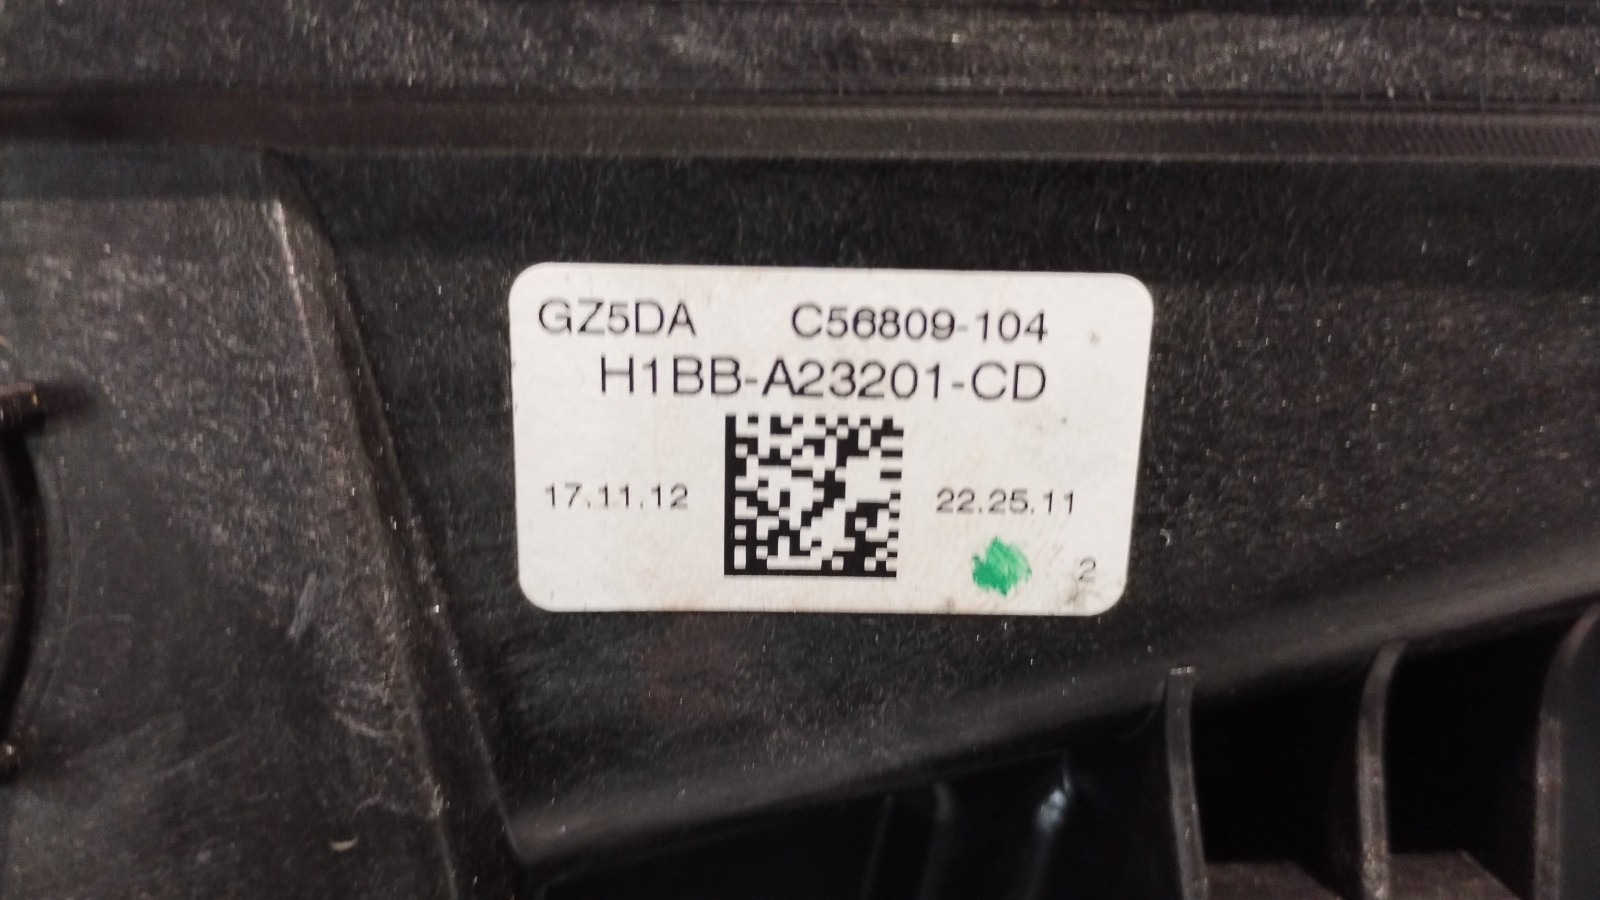 GZ5DA C56809-104
H1BB-A23201-CD
17.11.12 22.25.11
2